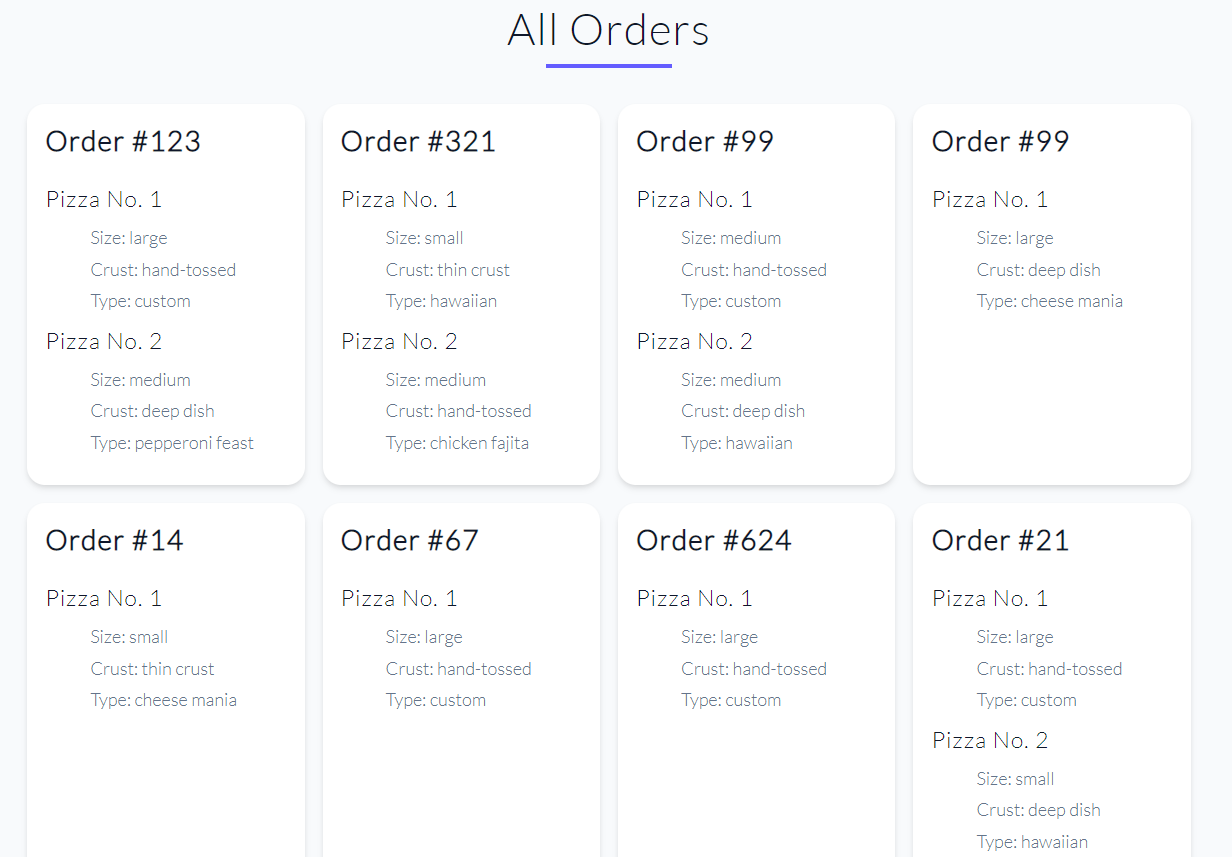 All Orders
Order #123
Pizza No. 1
Size: large
Crust: hand-tossed
Type: custom
Pizza No. 2
Size: medium
Crust: deep dish
Type: pepperoni feast
Order #321
Pizza No. 1
Size: small
Crust: thin crust
Type: hawaiian
Pizza No. 2
Size: medium
Crust: hand-tossed
Type: chicken fajita
Order #99
Pizza No. 1
Size: medium
Crust: hand-tossed
Type: custom
Pizza No. 2
Size: medium
Crust: deep dish
Type: hawaiian
Order #99
Pizza No. 1
Size: large
Crust: deep dish
Type: cheese mania
Order #14
Pizza No. 1
Size: small
Crust: thin crust
Type: cheese mania
Order #67
Pizza No. 1
Size: large
Crust: hand-tossed
Type: custom
Order #624
Pizza No. 1
Size: large
Crust: hand-tossed
Type: custom
Order #21
Pizza No. 1
Size: large
Crust: hand-tossed
Type: custom
Pizza No. 2
Size: small
Crust: deep dish
Type: hawaiian